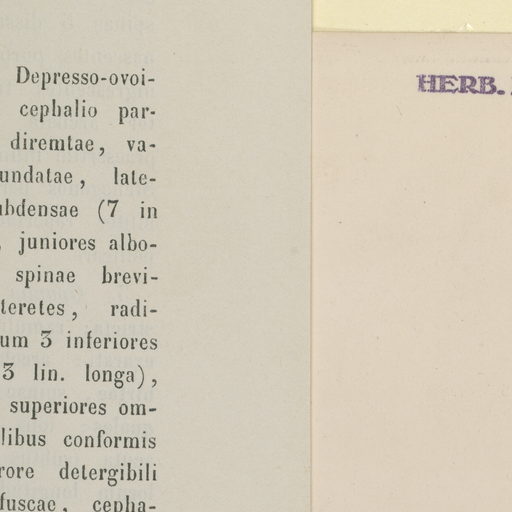 Depresso-ovoi-
cephalio par-
diremtae, va-
undatae, late-
ubdensae (7 in
, juniores albo-
spinae brevi-
teretes, radi-
um 3 inferiores
3 lin. longa),
superiores om-
libus conformis
rore detergibili
fuscae, cepha-
HERB.